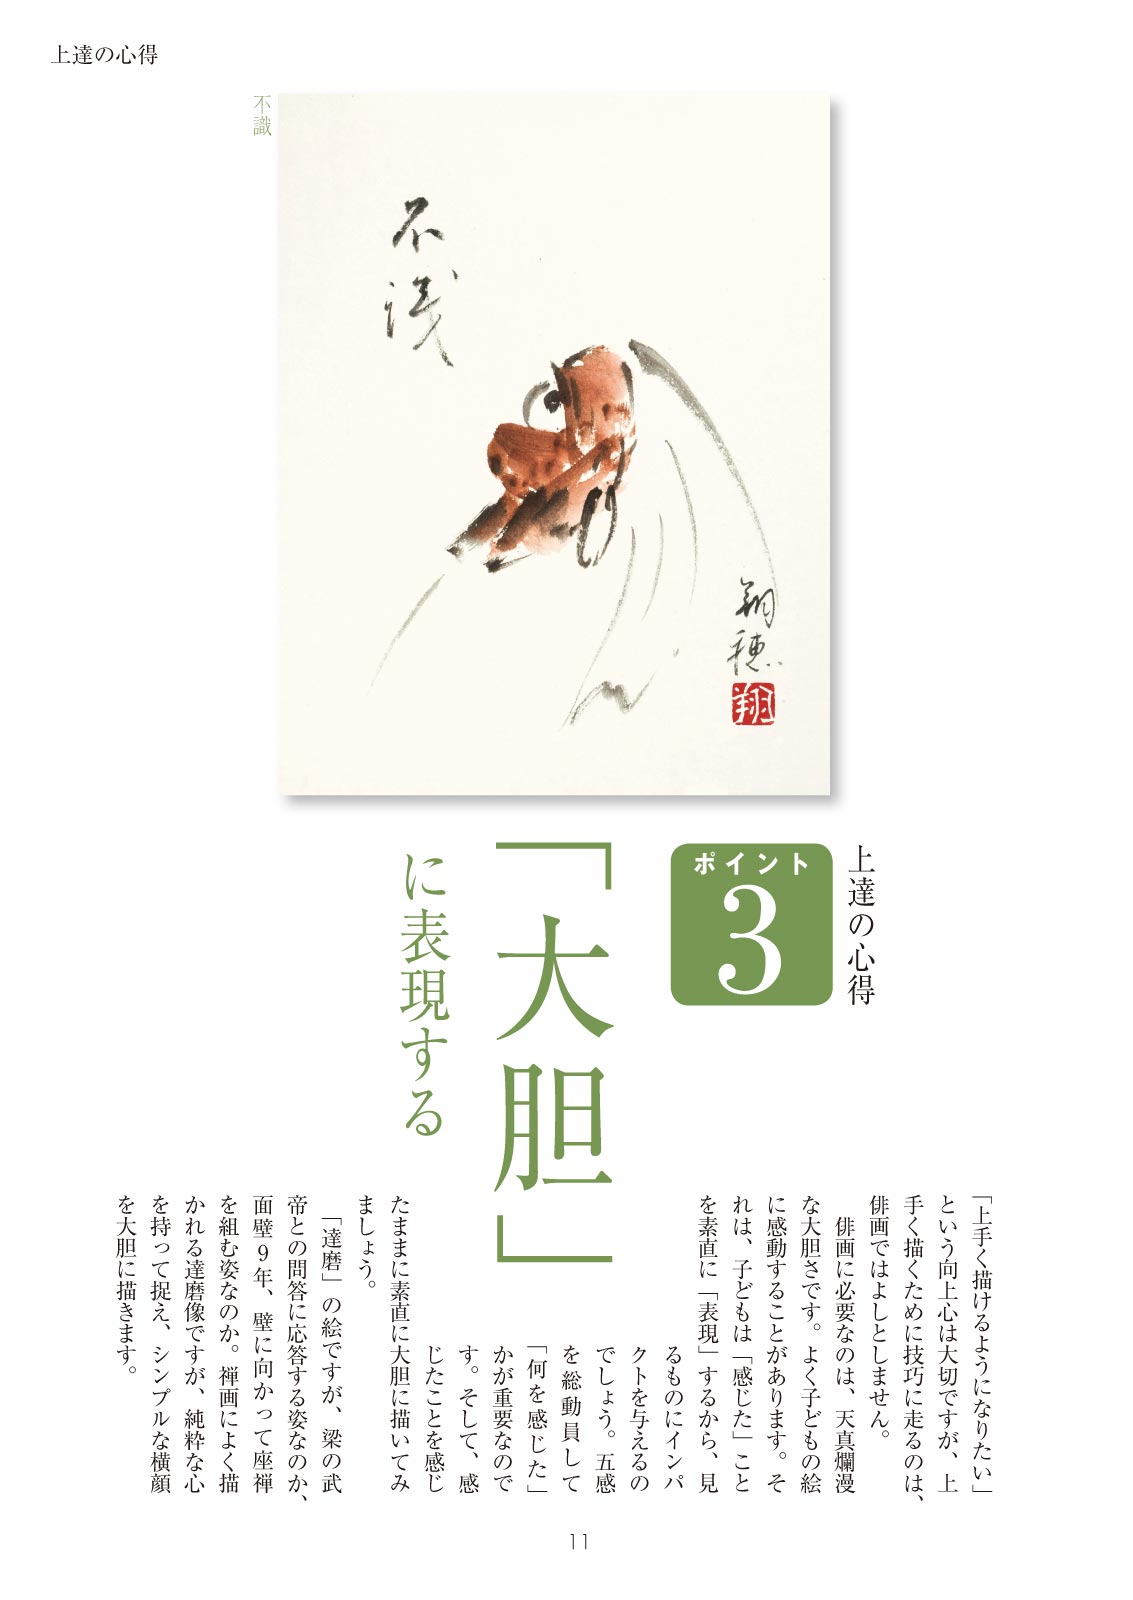 上達の心得
不識
不識
翔穂
翔
上達の心得
ポイント
3
「大胆」
に表現する
「上手く描けるようになりたい」
という向上心は大切ですが、上
手く描くために技巧に走るのは、
俳画ではよしとしません。
俳画に必要なのは、天真爛漫
な大胆さです。よく子どもの絵
に感動することがあります。そ
れは、子どもは「感じた」こと
を素直に「表現」するから、見
るものにインパ
クトを与えるの
でしょう。五感
を総動員して
「何を感じた」
かが重要なので
す。そして、感
じたことを感じ
たままに素直に大胆に描いてみ
ましょう。
「達磨」の絵ですが、梁の武
帝との問答に応答する姿なのか、
面壁9年、壁に向かって座禅
を組む姿なのか。禅画によく描
かれる達磨像ですが、純粋な心
を持って捉え、シンプルな横顔
を大胆に描きます。
11